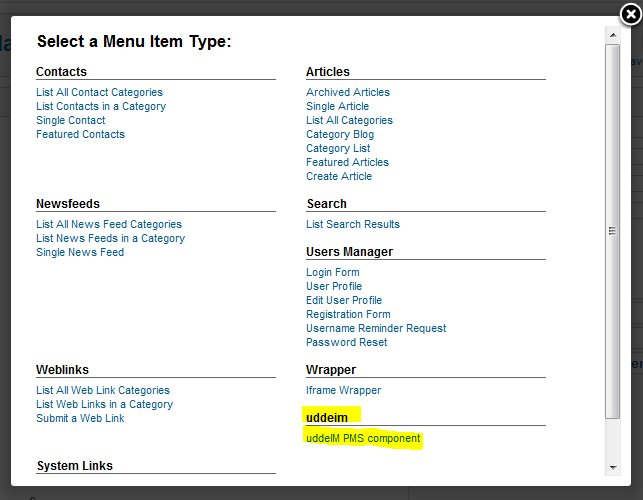 Select a Menu Item Type:
Contacts
List All Contact Categories
List Contacts in a Category
Single Contact
Featured Contacts
Articles
Archived Articles
Single Article
List All Categories
Category Blog
Category List
Featured Articles
Create Article
Newsfeeds
List All News Feed Categories
List News Feeds in a Category
Single News Feed
Search
List Search Results
Users Manager
Login Form
User Profile
Edit User Profile
Registration Form
Username Reminder Request
Password Reset
Weblinks
List All Web Link Categories
List Web Links in a Category
Submit a Web Link
Wrapper
Iframe Wrapper
uddeim
uddeIM PMS component
System Links